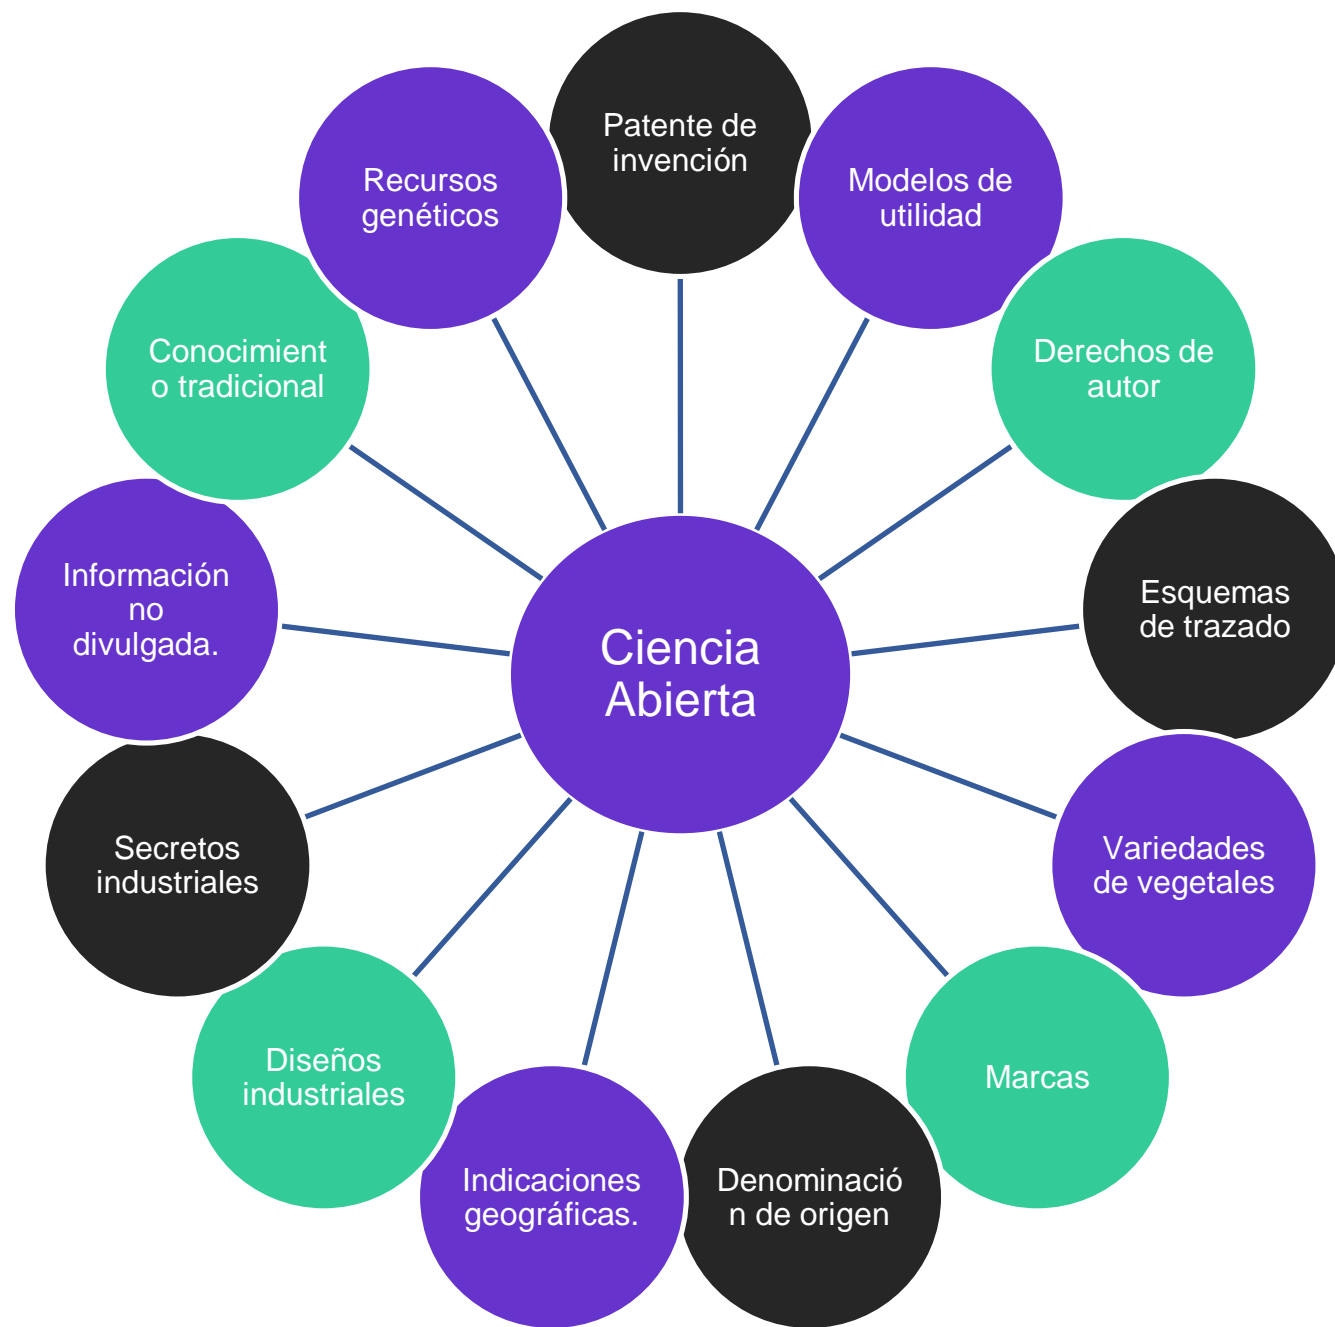 Patente de
invención
Modelos de
utilidad
Derechos de
autor
Esquemas
de trazado
Variedades
de vegetales
Marcas
Denominació
n de origen
Indicaciones
geográficas.
Diseños
industriales
Secretos
industriales
Información
no
divulgada.
Conocimient
o tradicional
Recursos
genéticos
Ciencia
Abierta